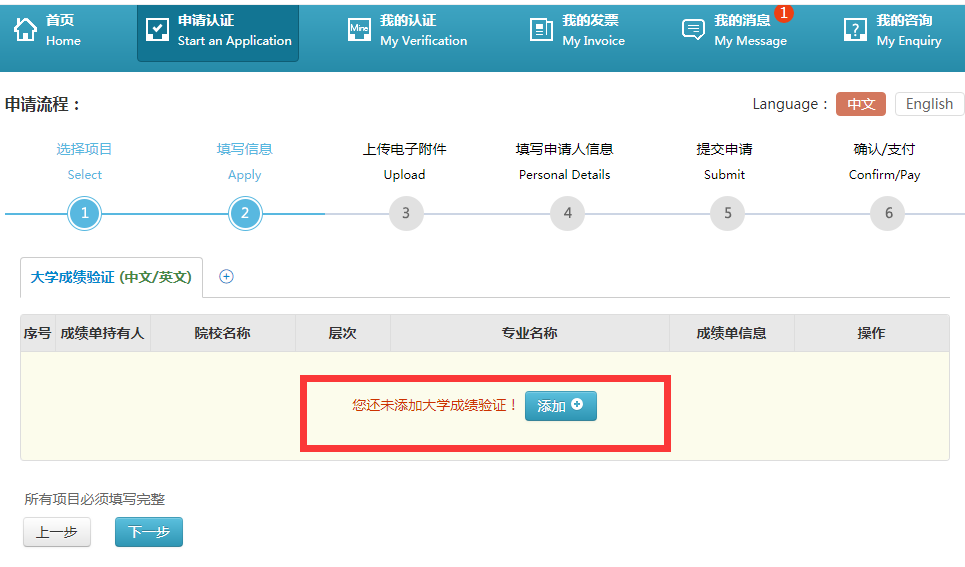 首页
Home
申请认证
Start an Application
Mine
我的认证
My Verification
我的发票
My Invoice
我的消息
1
My Message
?
我的咨询
My Enquiry
申请流程：
Language：
中文
English
选择项目
Select
1
填写信息
Apply
2
上传电子附件
Upload
3
填写申请人信息
Personal Details
4
提交申请
Submit
5
确认/支付
Confirm/Pay
6
大学成绩验证 (中文/英文)
序号 成绩单持有人 院校名称 层次 专业名称 成绩单信息 操作
您还未添加大学成绩验证！ 添加
所有项目必须填写完整
上一步 下一步